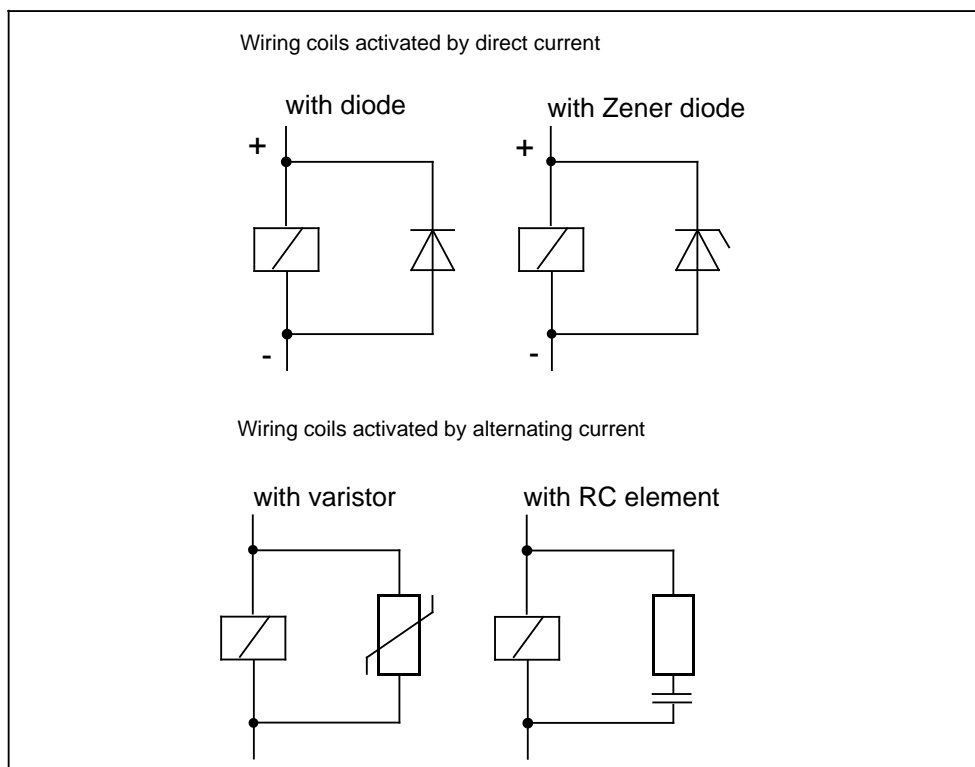 Wiring coils activated by direct current
with diode
with Zener diode
+
+
-
-
Wiring coils activated by alternating current
with varistor
with RC element